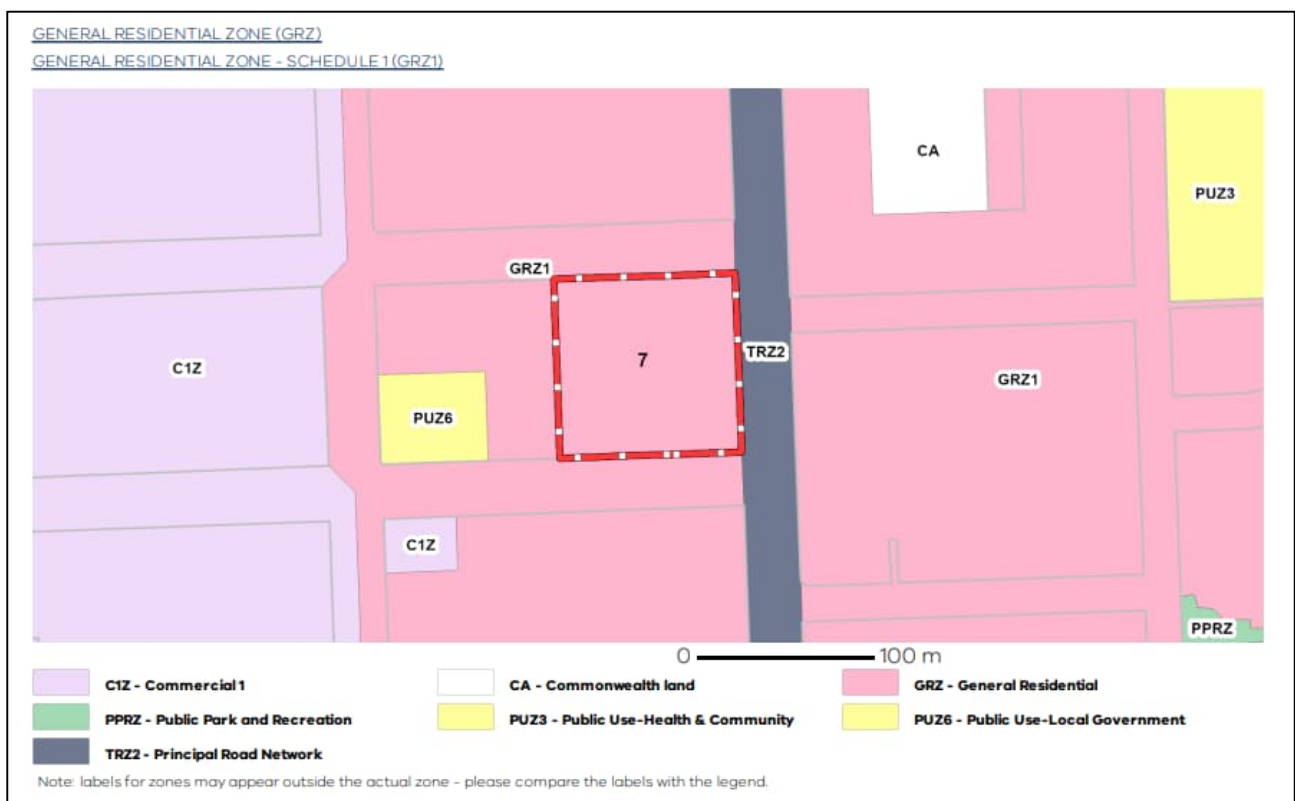 GENERAL RESIDENTIAL ZONE (GRZ)
GENERAL RESIDENTIAL ZONE - SCHEDULE 1 (GRZ1)
CA
PUZ3
GRZ1
TRZ2
7
C1Z
GRZ1
PUZ6
C1Z
PPRZ
0 100 m
C1Z - Commercial 1
CA - Commonwealth land
GRZ - General Residential
PPRZ - Public Park and Recreation
PUZ3 - Public Use-Health & Community
PUZ6 - Public Use-Local Government
TRZ2 - Principal Road Network
Note: labels for zones may appear outside the actual zone - please compare the labels with the legend.